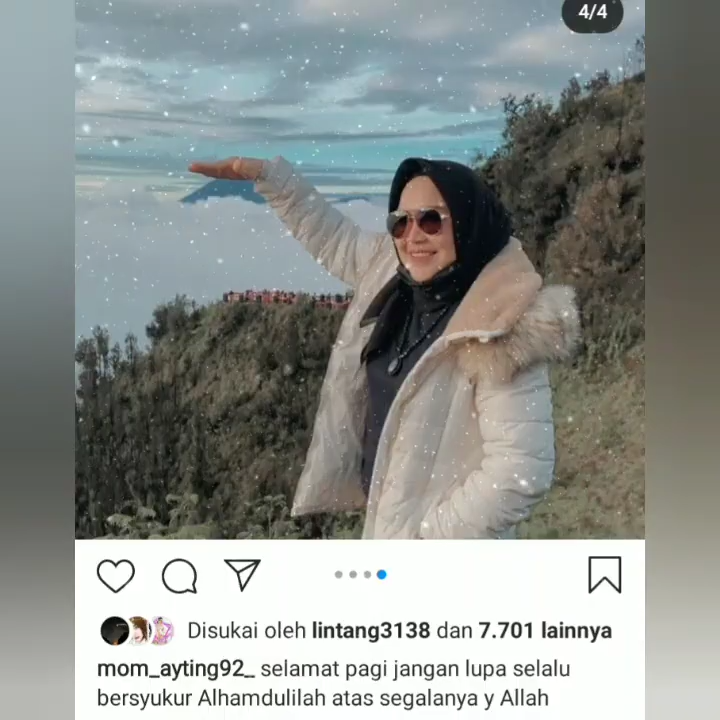 4/4
Disukai oleh lintang3138 dan 7.701 lainnya
mom_ayting92_ selamat pagi jangan lupa selalu
bersyukur Alhamdulilah atas segalanya y Allah